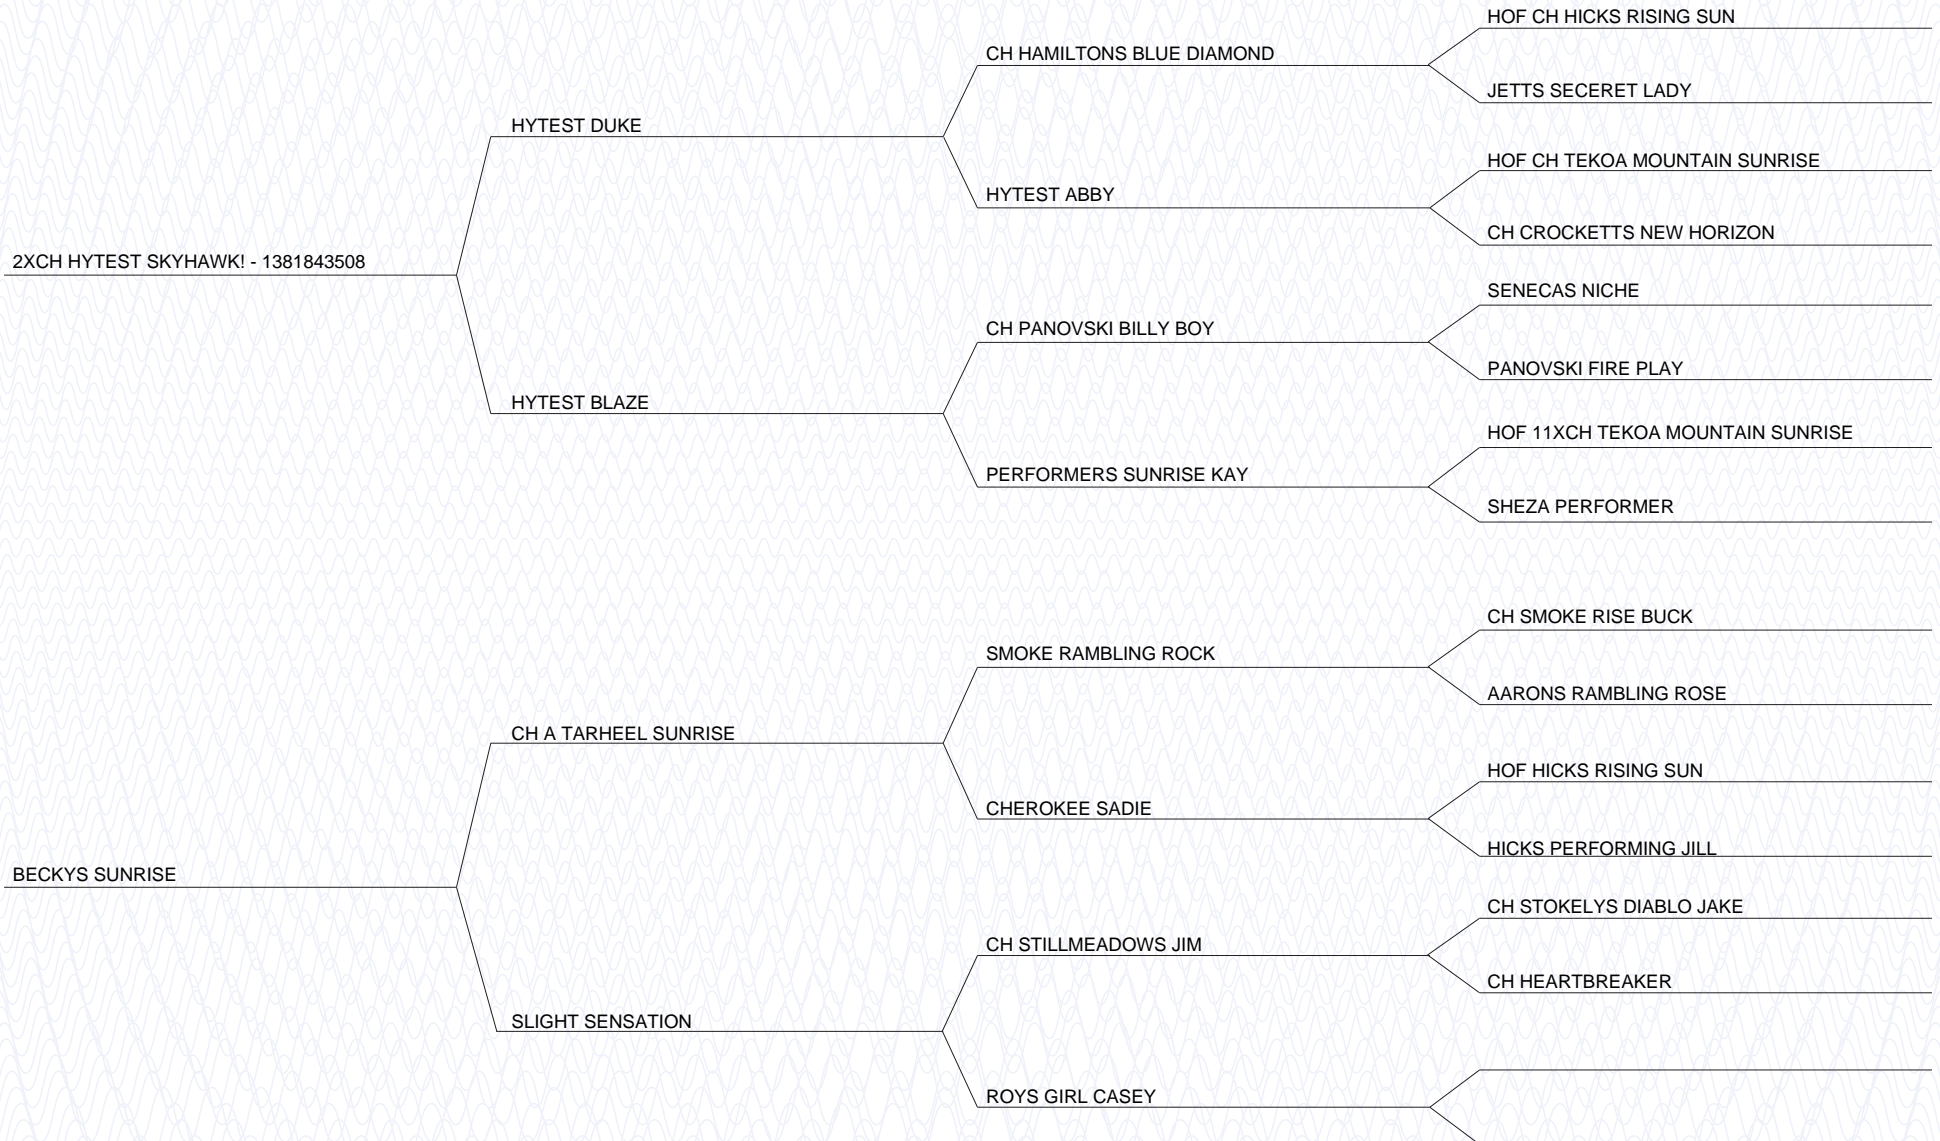 HOF CH HICKS RISING SUN
CH HAMILTONS BLUE DIAMOND
JETTS SECERET LADY
HYTEST DUKE
HOF CH TEKOA MOUNTAIN SUNRISE
HYTEST ABBY
CH CROCKETTS NEW HORIZON
2XCH HYTEST SKYHAWK! - 1381843508
SENECAS NICHE
CH PANOVSKI BILLY BOY
PANOVSKI FIRE PLAY
HYTEST BLAZE
HOF 11XCH TEKOA MOUNTAIN SUNRISE
PERFORMERS SUNRISE KAY
SHEZA PERFORMER
CH SMOKE RISE BUCK
SMOKE RAMBLING ROCK
AARONS RAMBLING ROSE
CH A TARHEEL SUNRISE
HOF HICKS RISING SUN
CHEROKEE SADIE
HICKS PERFORMING JILL
BECKYS SUNRISE
CH STOKELYS DIABLO JAKE
CH STILLMEADOWS JIM
CH HEARTBREAKER
SLIGHT SENSATION
ROYS GIRL CASEY